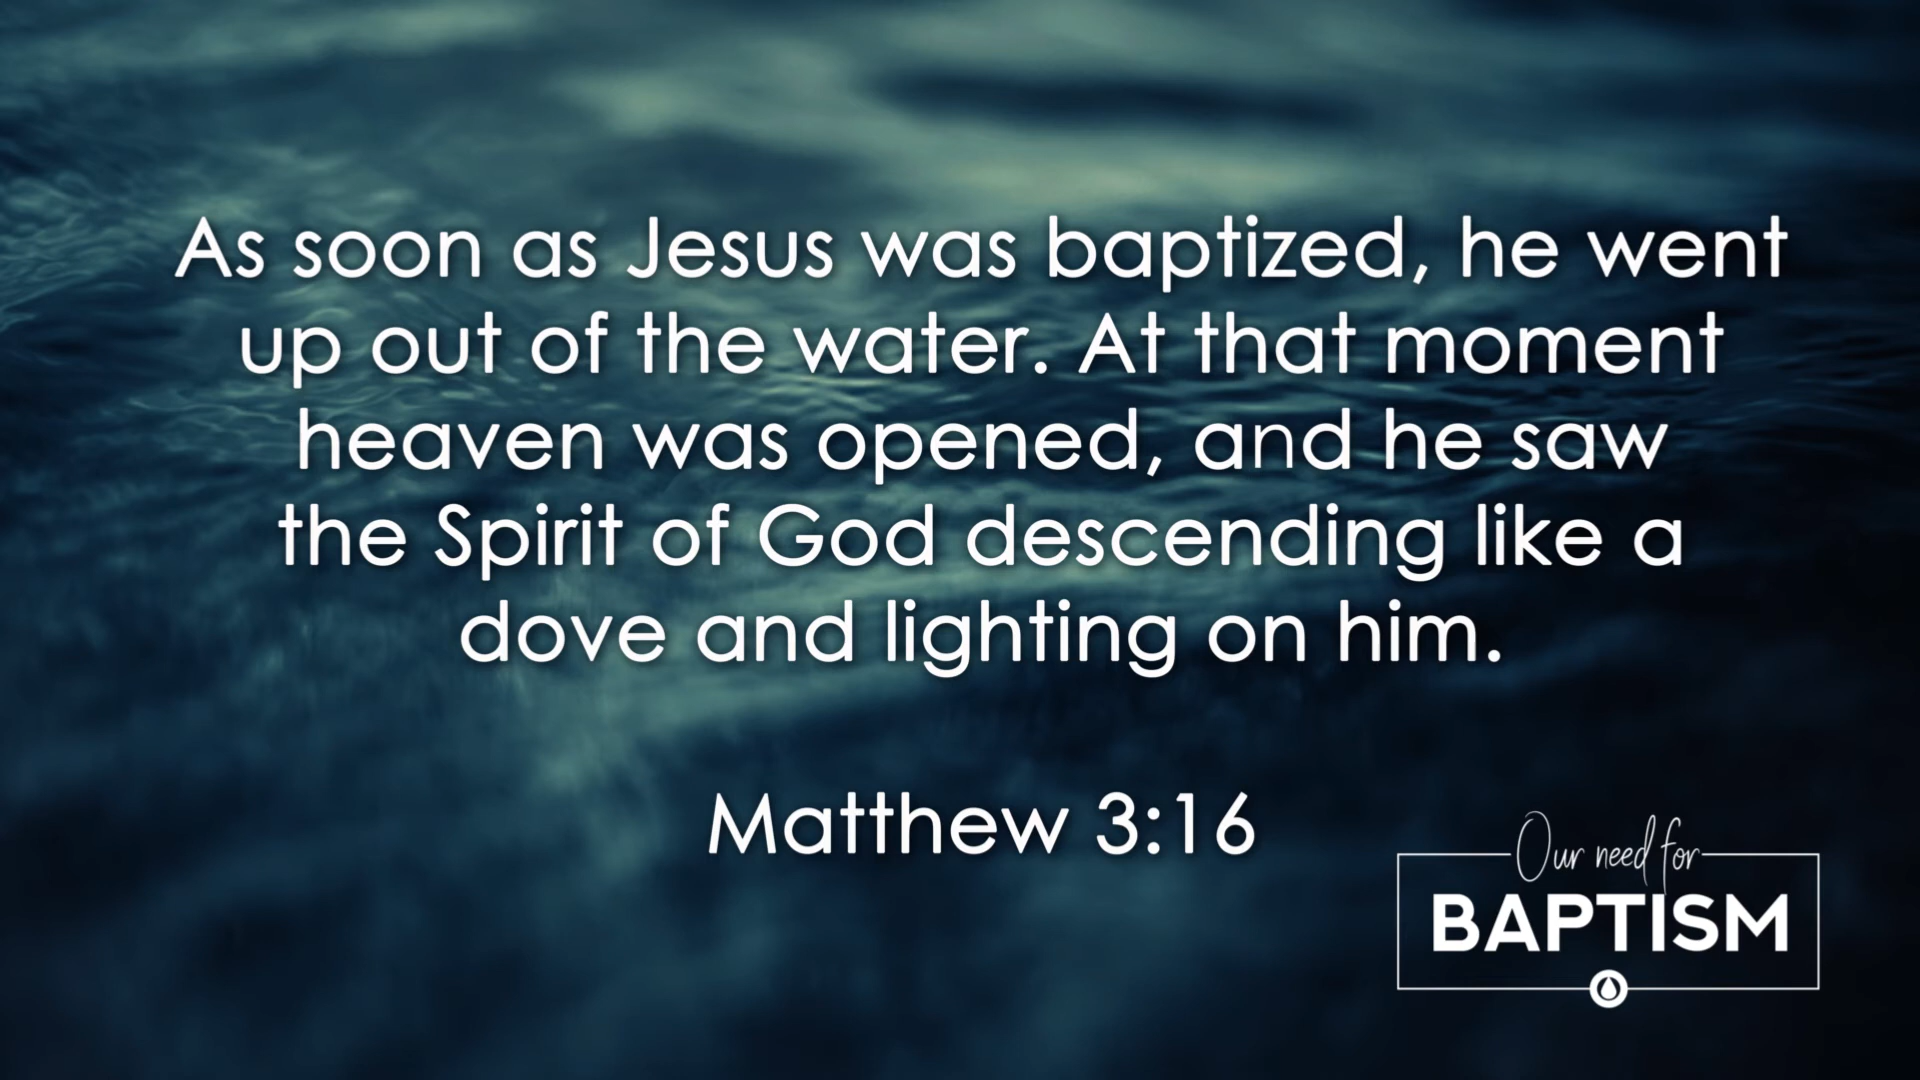 As soon as Jesus was baptized, he went
up out of the water. At that moment
heaven was opened, and he saw
the Spirit of God descending like a
dove and lighting on him.
Matthew 3:16
Our need for
BAPTISM